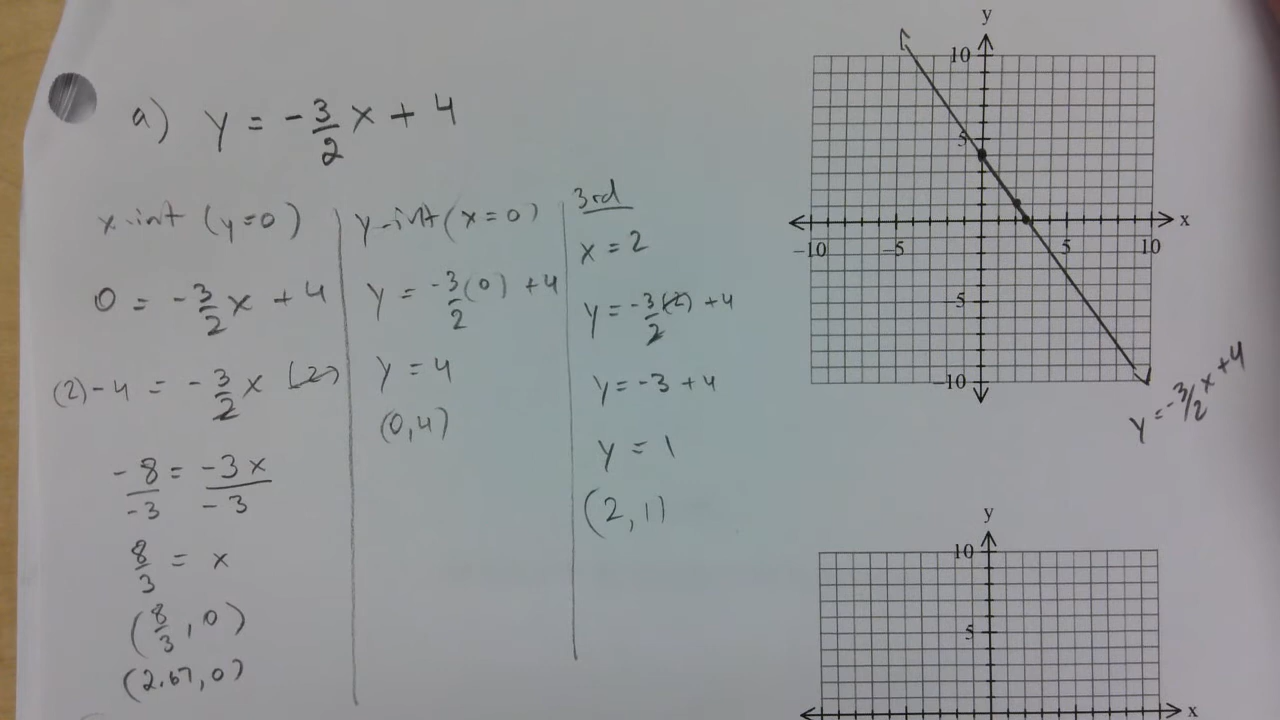 a) y = -3/2 x + 4
x-int (y=0)
0 = -3/2 x + 4
(2) -4 = -3/2 x (2)
-8/-3 = -3x/-3
8/3 = x
(8/3, 0)
(2.67, 0)
y-int (x=0)
y = -3/2 (0) + 4
y = 4
(0,4)
3rd
x = 2
y = -3/2 (2) + 4
y = -3 + 4
y = 1
(2, 1)
y
10
5
-10 -5 5 10 x
-5
-10
y = -3/2 x + 4
y
10
5
x